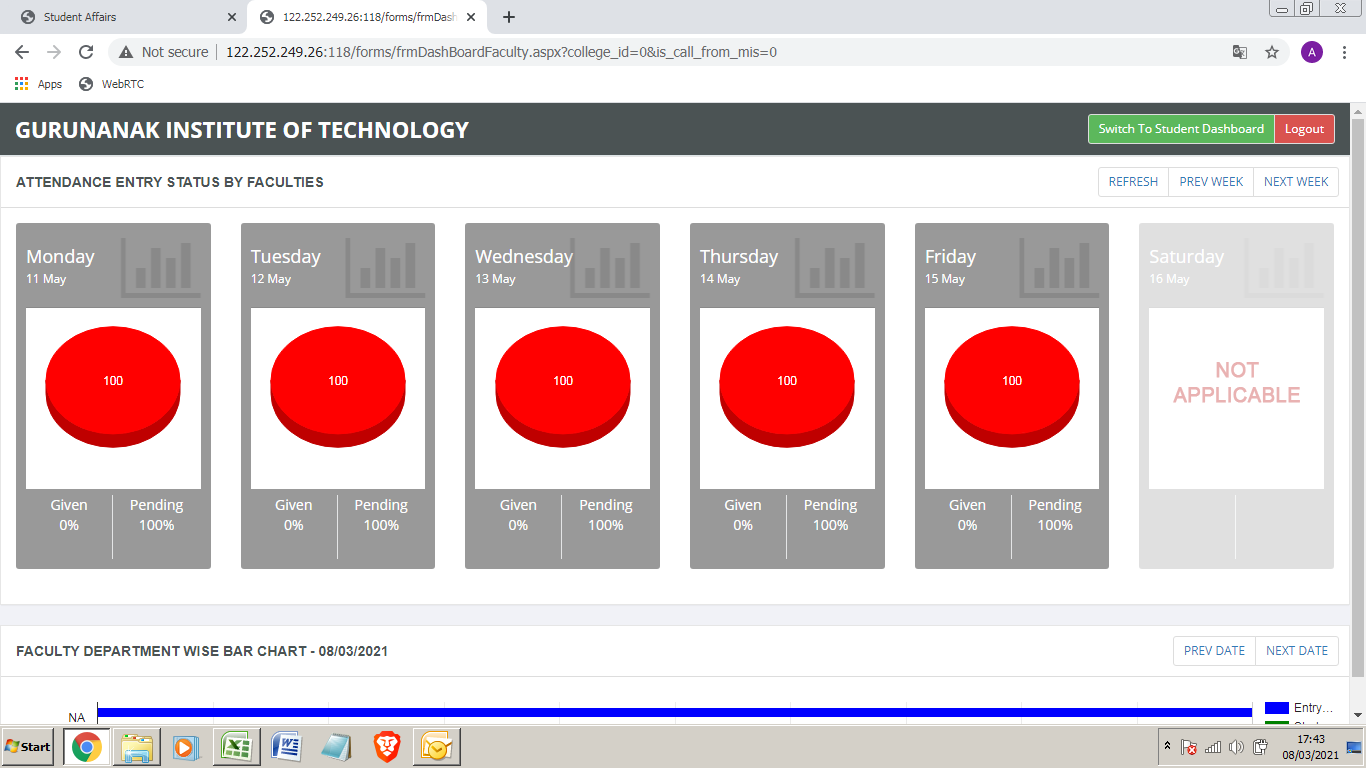 Student Affairs
122.252.249.26:118/forms/frmDash
Not secure
122.252.249.26:118/forms/frmDashBoardFaculty.aspx?college_id=0&is_call_from_mis=0
A
Apps
WebRTC
GURUNANAK INSTITUTE OF TECHNOLOGY
Switch To Student Dashboard
Logout
ATTENDANCE ENTRY STATUS BY FACULTIES
REFRESH
PREV WEEK
NEXT WEEK
Monday
11 May
100
Given
0%
Pending
100%
Tuesday
12 May
100
Given
0%
Pending
100%
Wednesday
13 May
100
Given
0%
Pending
100%
Thursday
14 May
100
Given
0%
Pending
100%
Friday
15 May
100
Given
0%
Pending
100%
Saturday
16 May
NOT
APPLICABLE
FACULTY DEPARTMENT WISE BAR CHART - 08/03/2021
PREV DATE
NEXT DATE
NA
Entry...
Start
17:43
08/03/2021